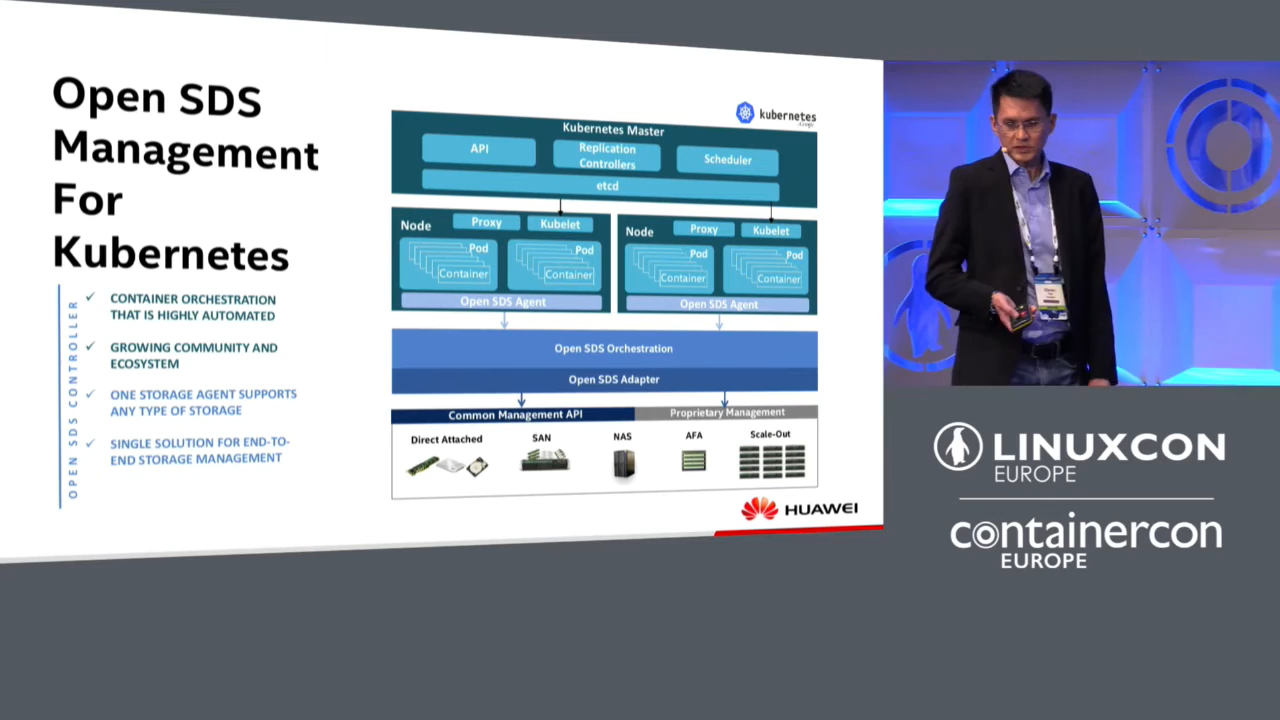 Open SDS
Management
For
Kubernetes
OPEN SDS CONTROLLER
✓ CONTAINER ORCHESTRATION
THAT IS HIGHLY AUTOMATED
✓ GROWING COMMUNITY AND
ECOSYSTEM
✓ ONE STORAGE AGENT SUPPORTS
ANY TYPE OF STORAGE
✓ SINGLE SOLUTION FOR END-TO-
END STORAGE MANAGEMENT
kubernetes
Kubernetes Master
API
Replication
Controllers
Scheduler
etcd
Node
Proxy
Kubelet
Pod
Container
Pod
Container
Open SDS Agent
Node
Proxy
Kubelet
Pod
Container
Pod
Container
Open SDS Agent
Open SDS Orchestration
Open SDS Adapter
Common Management API
Proprietary Management
Direct Attached
SAN
NAS
AFA
Scale-Out
HUAWEI
LINUXCON
EUROPE
containercon
EUROPE